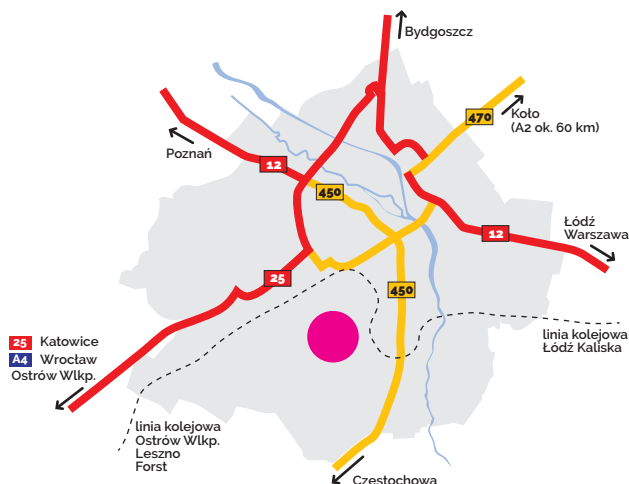 Bydgoszcz
470
Koło
(A2 ok. 60 km)
Poznań
12
450
Łódź
Warszawa
12
25
450
25 Katowice
A4 Wrocław
Ostrów Wlkp.
linia kolejowa
Łódź Kaliska
linia kolejowa
Ostrów Wlkp.
Leszno
Forst
Częstochowa